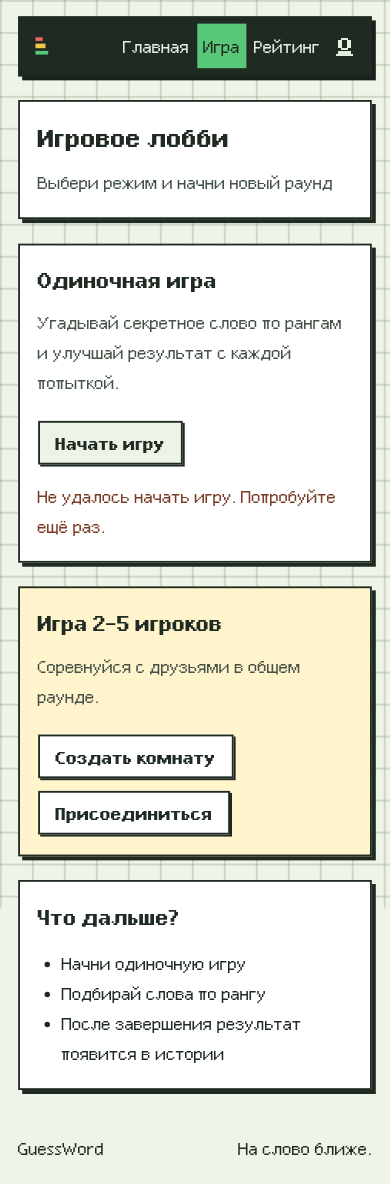 Главная Игра Рейтинг
Игровое лобби
Выбери режим и начни новый раунд
Одиночная игра
Угадывай секретное слово по рангам
и улучшай результат с каждой
попыткой.
Начать игру
Не удалось начать игру. Попробуйте
ещё раз.
Игра 2–5 игроков
Соревнуйся с друзьями в общем
раунде.
Создать комнату
Присоединиться
Что дальше?
• Начни одиночную игру
• Подбирай слова по рангу
• После завершения результат
появится в истории
GuessWord На слово ближе.